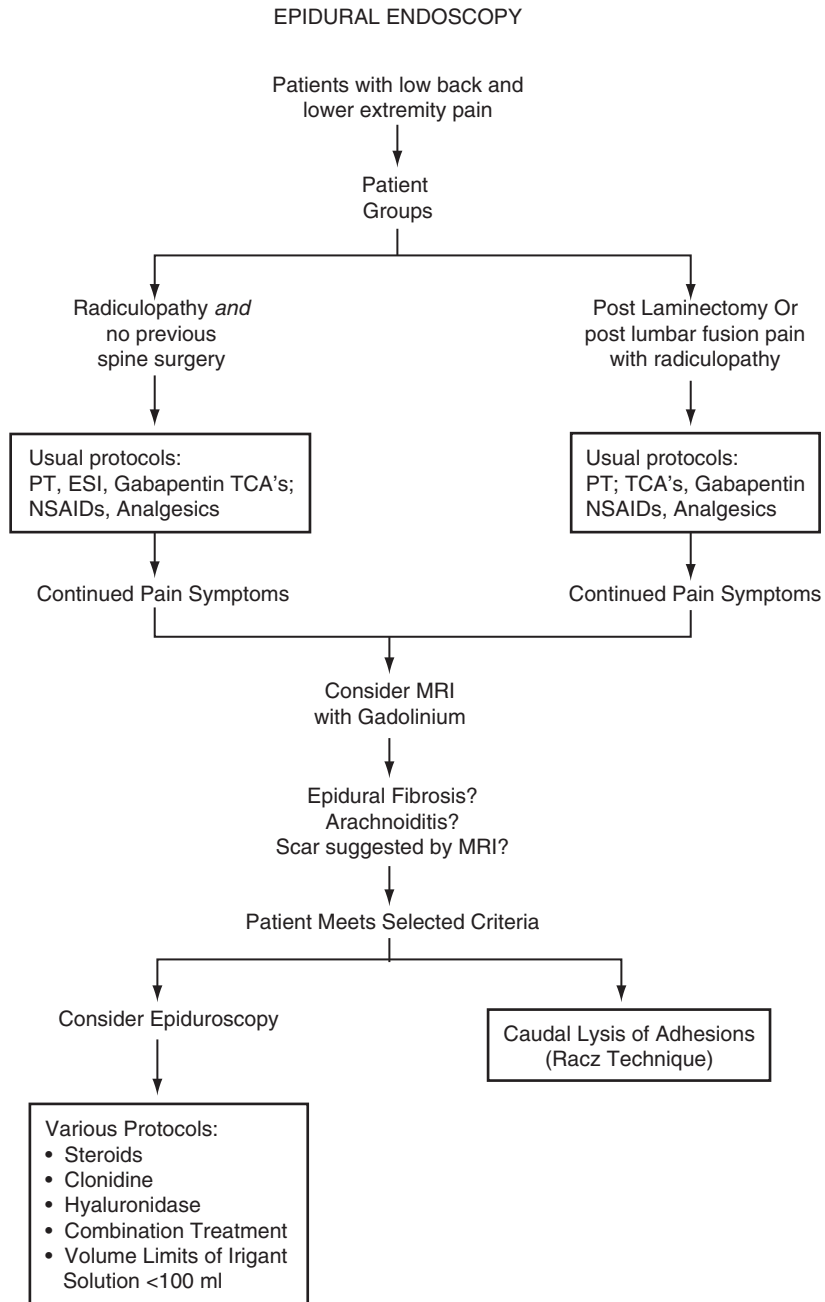 EPIDURAL ENDOSCOPY
Patients with low back and
lower extremity pain
Patient
Groups
Radiculopathy and
no previous
spine surgery
Post Laminectomy Or
post lumbar fusion pain
with radiculopathy
Usual protocols:
PT, ESI, Gabapentin TCA's;
NSAIDs, Analgesics
Usual protocols:
PT; TCA's, Gabapentin
NSAIDs, Analgesics
Continued Pain Symptoms
Continued Pain Symptoms
Consider MRI
with Gadolinium
Epidural Fibrosis?
Arachnoiditis?
Scar suggested by MRI?
Patient Meets Selected Criteria
Consider Epiduroscopy
Caudal Lysis of Adhesions
(Racz Technique)
Various Protocols:
• Steroids
• Clonidine
• Hyaluronidase
• Combination Treatment
• Volume Limits of Irigant
Solution <100 ml